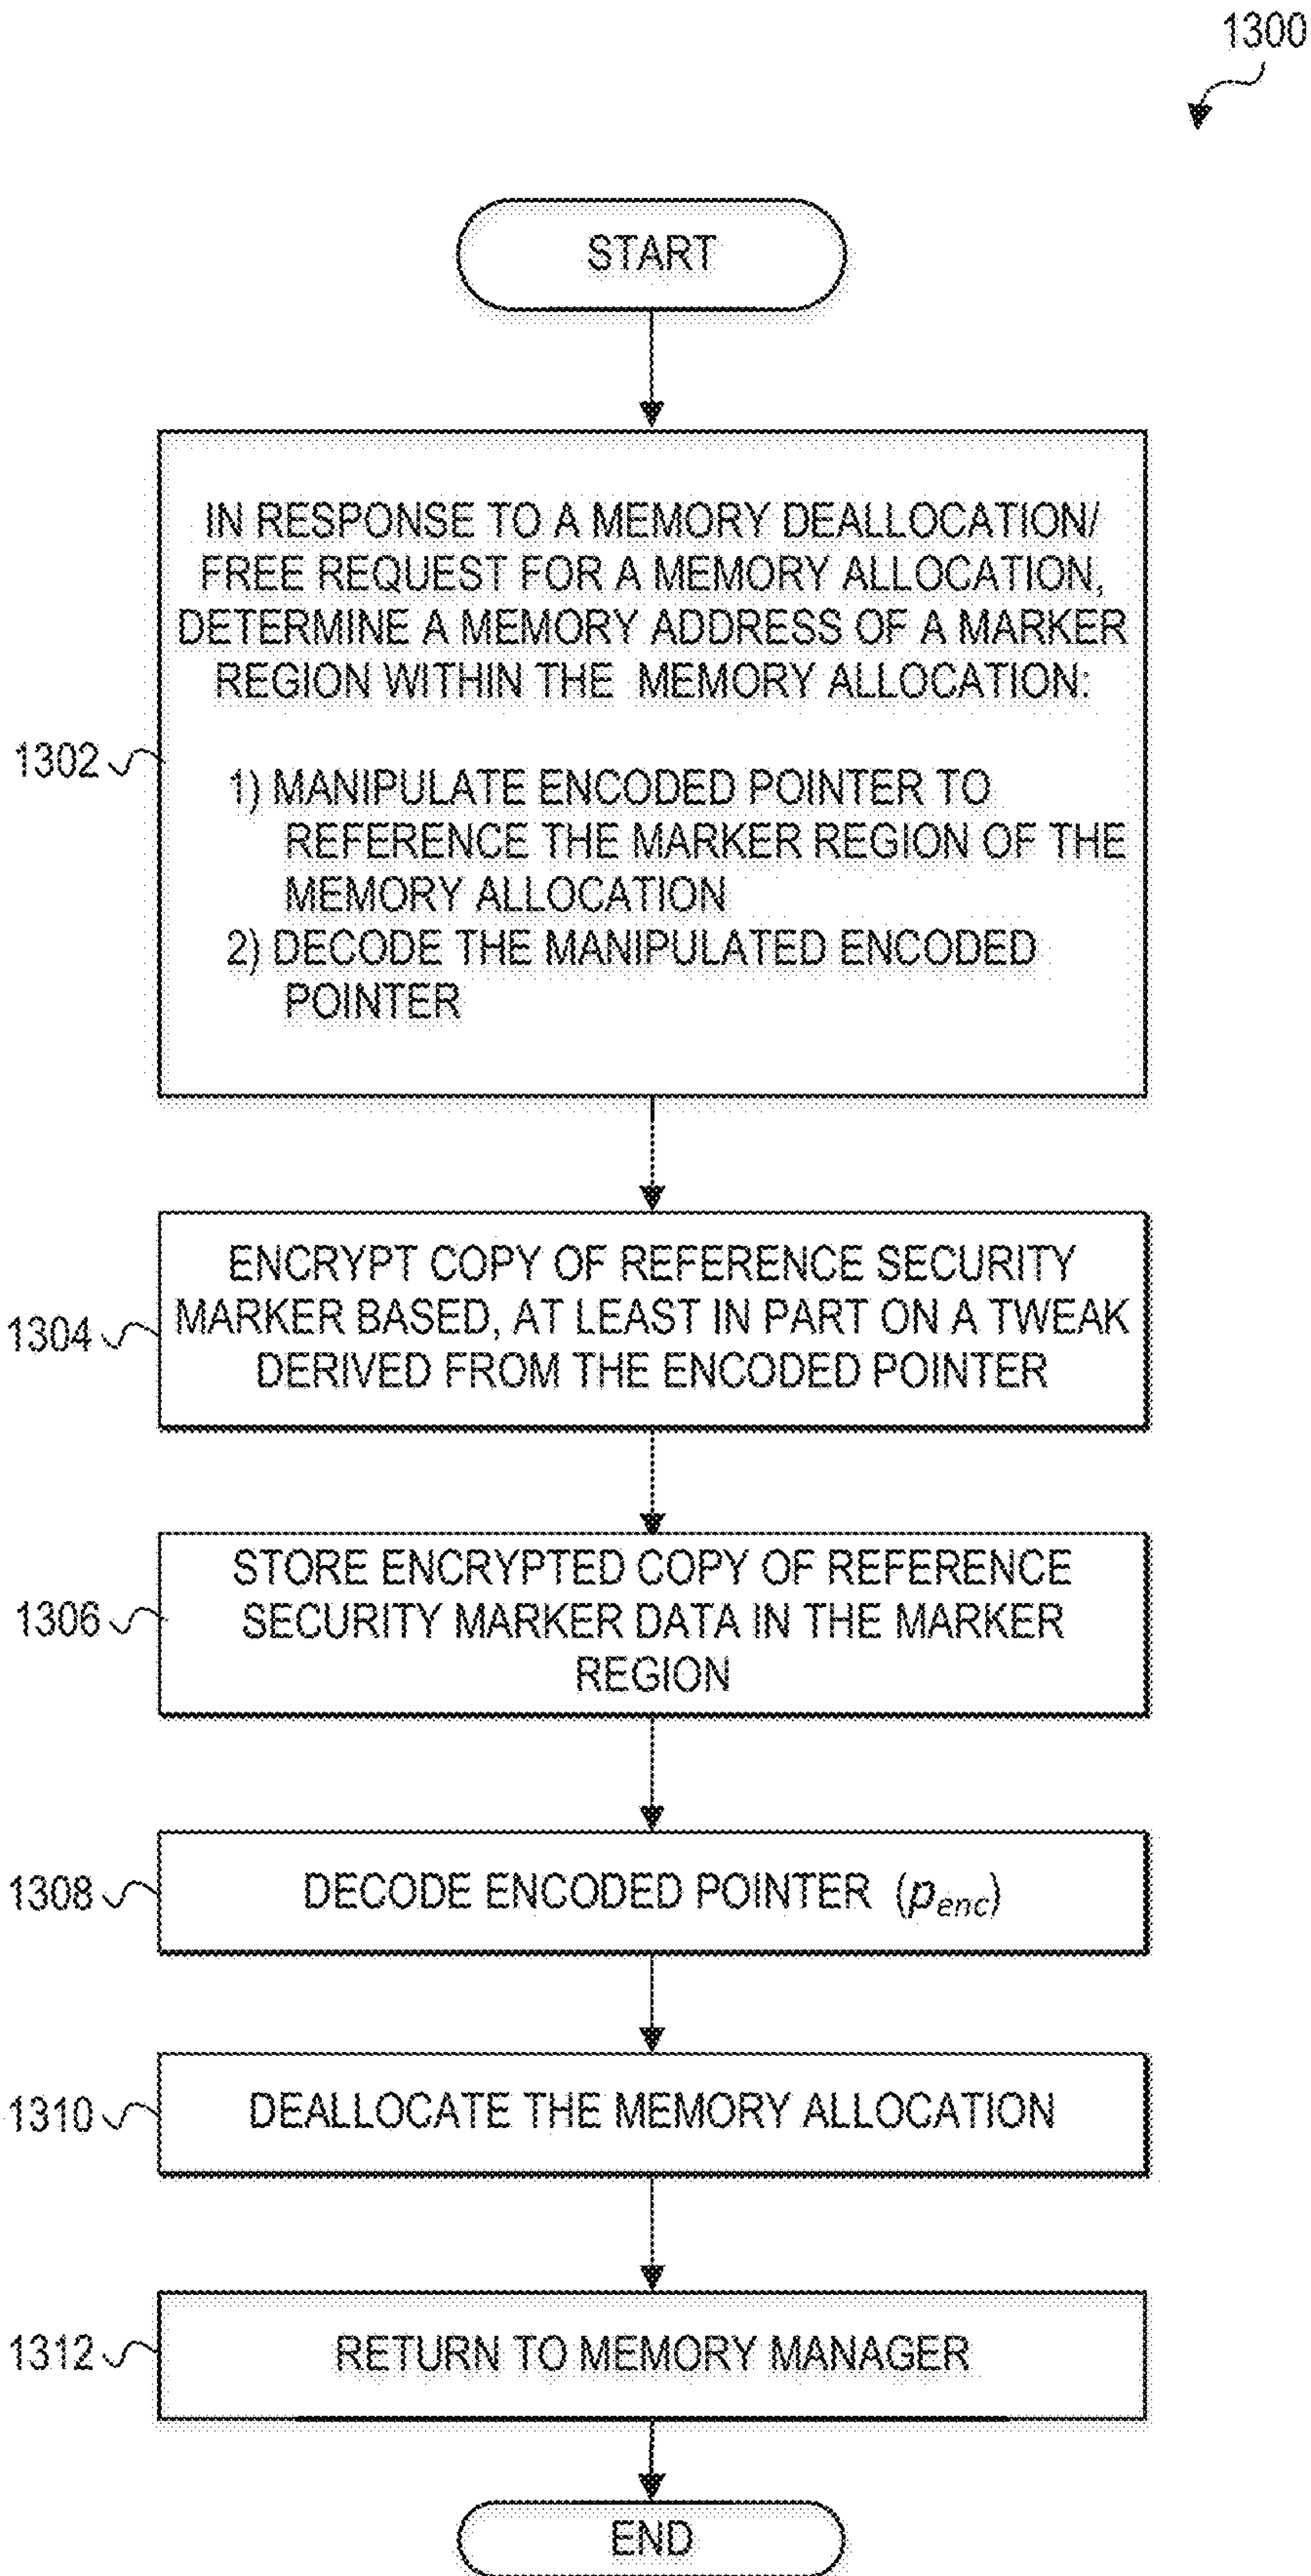 1300
START
IN RESPONSE TO A MEMORY DEALLOCATION/
FREE REQUEST FOR A MEMORY ALLOCATION,
DETERMINE A MEMORY ADDRESS OF A MARKER
REGION WITHIN THE MEMORY ALLOCATION:
1302
1) MANIPULATE ENCODED POINTER TO
REFERENCE THE MARKER REGION OF THE
MEMORY ALLOCATION
2) DECODE THE MANIPULATED ENCODED
POINTER
ENCRYPT COPY OF REFERENCE SECURITY
MARKER BASED, AT LEAST IN PART ON A TWEAK
DERIVED FROM THE ENCODED POINTER
1304
STORE ENCRYPTED COPY OF REFERENCE
SECURITY MARKER DATA IN THE MARKER
REGION
1306
DECODE ENCODED POINTER (penc)
1308
DEALLOCATE THE MEMORY ALLOCATION
1310
RETURN TO MEMORY MANAGER
1312
END